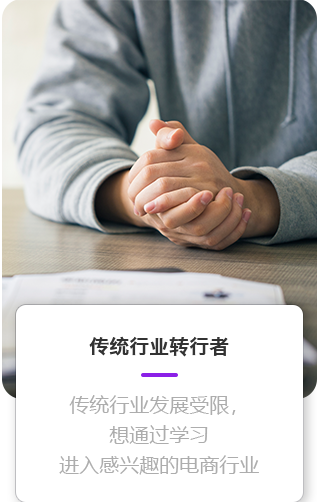 传统行业转行者
传统行业发展受限，
想通过学习
进入感兴趣的电商行业